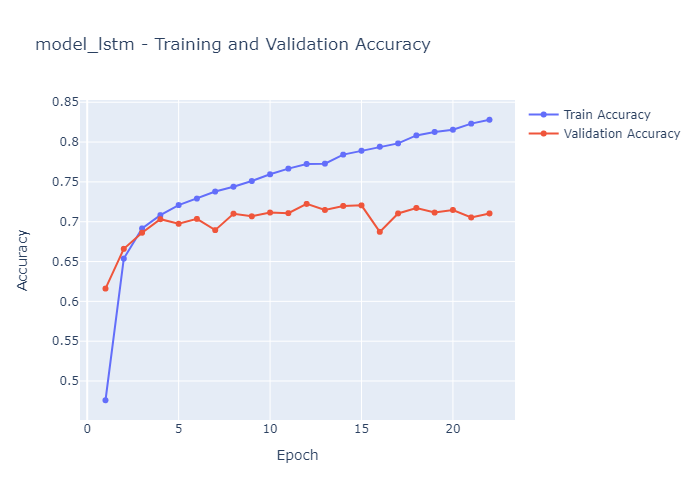 model_lstm - Training and Validation Accuracy
Train Accuracy
Validation Accuracy
Accuracy
0.85
0.8
0.75
0.7
0.65
0.6
0.55
0.5
0 5 10 15 20
Epoch